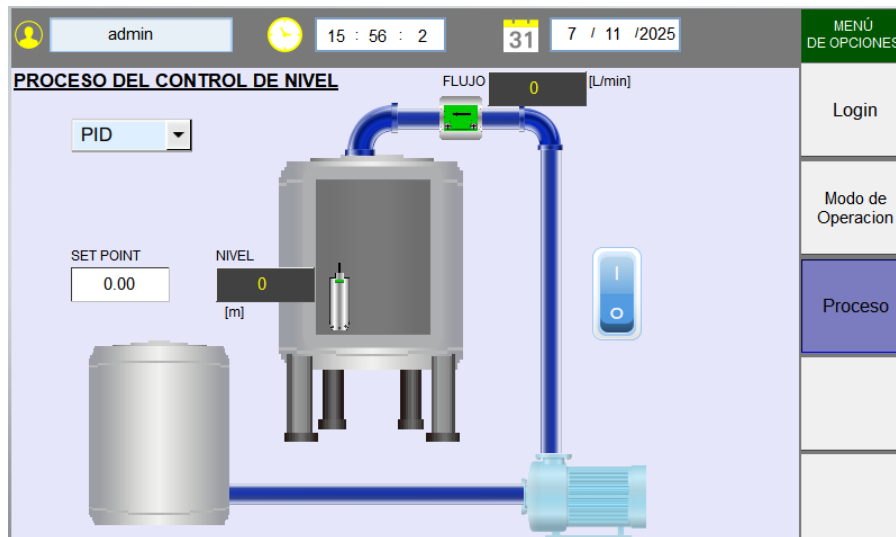 admin
15 : 56 : 2
31
7 / 11 /2025
MENÚ
DE OPCIONES
PROCESO DEL CONTROL DE NIVEL
FLUJO
0
[L/min]
Login
PID
Modo de
Operacion
SET POINT
NIVEL
0.00
0
[m]
I
O
Proceso